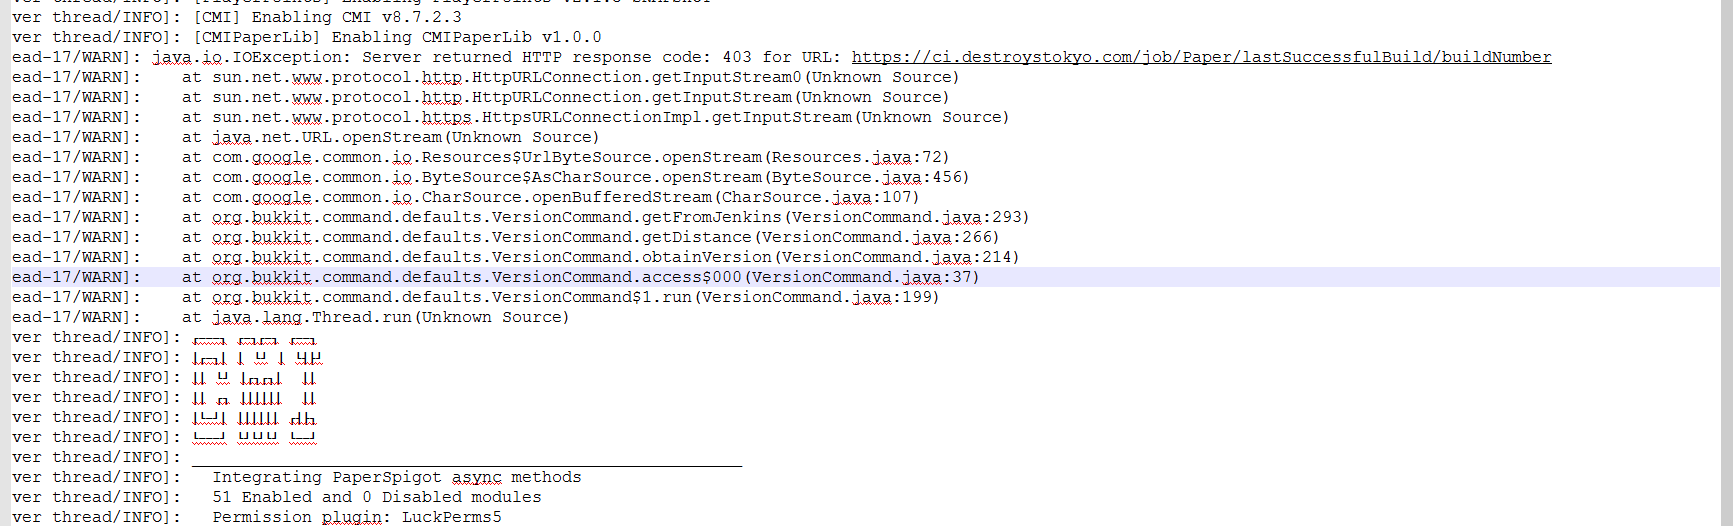 ver thread/INFO]: [CMI] Enabling CMI v8.7.2.3
ver thread/INFO]: [CMIPaperLib] Enabling CMIPaperLib v1.0.0
ead-17/WARN]: java.io.IOException: Server returned HTTP response code: 403 for URL: https://ci.destroystokyo.com/job/Paper/lastSuccessfulBuild/buildNumber
ead-17/WARN]:    at sun.net.www.protocol.http.HttpURLConnection.getInputStream0(Unknown Source)
ead-17/WARN]:    at sun.net.www.protocol.http.HttpURLConnection.getInputStream(Unknown Source)
ead-17/WARN]:    at sun.net.www.protocol.https.HttpsURLConnectionImpl.getInputStream(Unknown Source)
ead-17/WARN]:    at java.net.URL.openStream(Unknown Source)
ead-17/WARN]:    at com.google.common.io.Resources$UrlByteSource.openStream(Resources.java:72)
ead-17/WARN]:    at com.google.common.io.ByteSource$AsCharSource.openStream(ByteSource.java:456)
ead-17/WARN]:    at com.google.common.io.CharSource.openBufferedStream(CharSource.java:107)
ead-17/WARN]:    at org.bukkit.command.defaults.VersionCommand.getFromJenkins(VersionCommand.java:293)
ead-17/WARN]:    at org.bukkit.command.defaults.VersionCommand.getDistance(VersionCommand.java:266)
ead-17/WARN]:    at org.bukkit.command.defaults.VersionCommand.obtainVersion(VersionCommand.java:214)
ead-17/WARN]:    at org.bukkit.command.defaults.VersionCommand.access$000(VersionCommand.java:37)
ead-17/WARN]:    at org.bukkit.command.defaults.VersionCommand$1.run(VersionCommand.java:199)
ead-17/WARN]:    at java.lang.Thread.run(Unknown Source)
ver thread/INFO]:
ver thread/INFO]:
ver thread/INFO]:
ver thread/INFO]:
ver thread/INFO]:
ver thread/INFO]:
ver thread/INFO]: _______________________________________________________
ver thread/INFO]:   Integrating PaperSpigot async methods
ver thread/INFO]:   51 Enabled and 0 Disabled modules
ver thread/INFO]:   Permission plugin: LuckPerms5